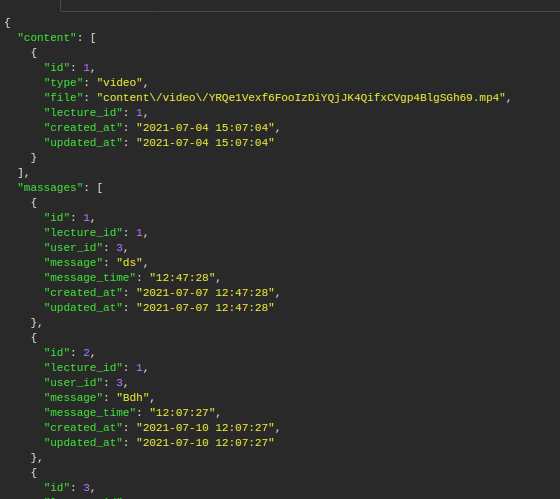 {
"content": [
{
"id": 1,
"type": "video",
"file": "content\/video\/YRQe1Vexf6FooIzDiYQjJK4QifxCVgp4BlgSGh69.mp4",
"lecture_id": 1,
"created_at": "2021-07-04 15:07:04",
"updated_at": "2021-07-04 15:07:04"
}
],
"massages": [
{
"id": 1,
"lecture_id": 1,
"user_id": 3,
"message": "ds",
"message_time": "12:47:28",
"created_at": "2021-07-07 12:47:28",
"updated_at": "2021-07-07 12:47:28"
},
{
"id": 2,
"lecture_id": 1,
"user_id": 3,
"message": "Bdh",
"message_time": "12:07:27",
"created_at": "2021-07-10 12:07:27",
"updated_at": "2021-07-10 12:07:27"
},
{
"id": 3,